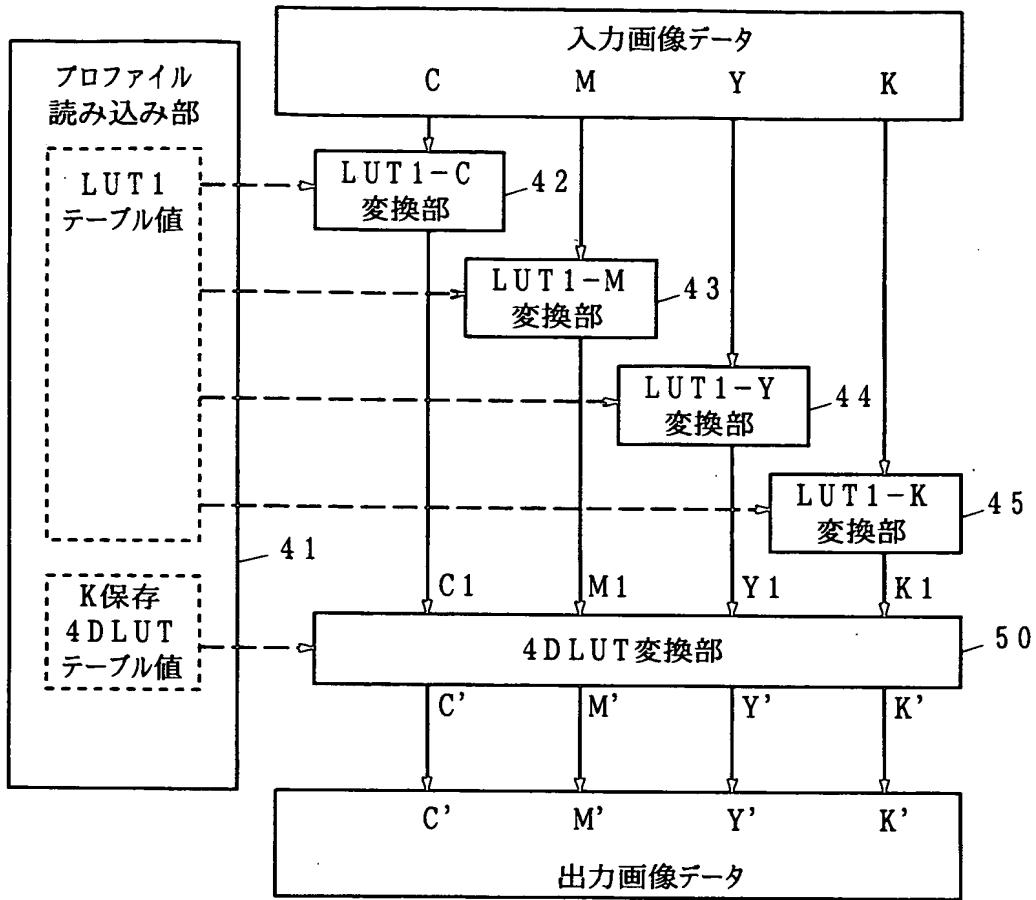 入力画像データ
C M Y K
プロファイル
読み込み部
LUT1
テーブル値
LUT1-C
変換部
42
LUT1-M
変換部
43
LUT1-Y
変換部
44
LUT1-K
変換部
45
41
C1 M1 Y1 K1
K保存
4DLUT
テーブル値
4DLUT変換部
50
C' M' Y' K'
C' M' Y' K'
出力画像データ